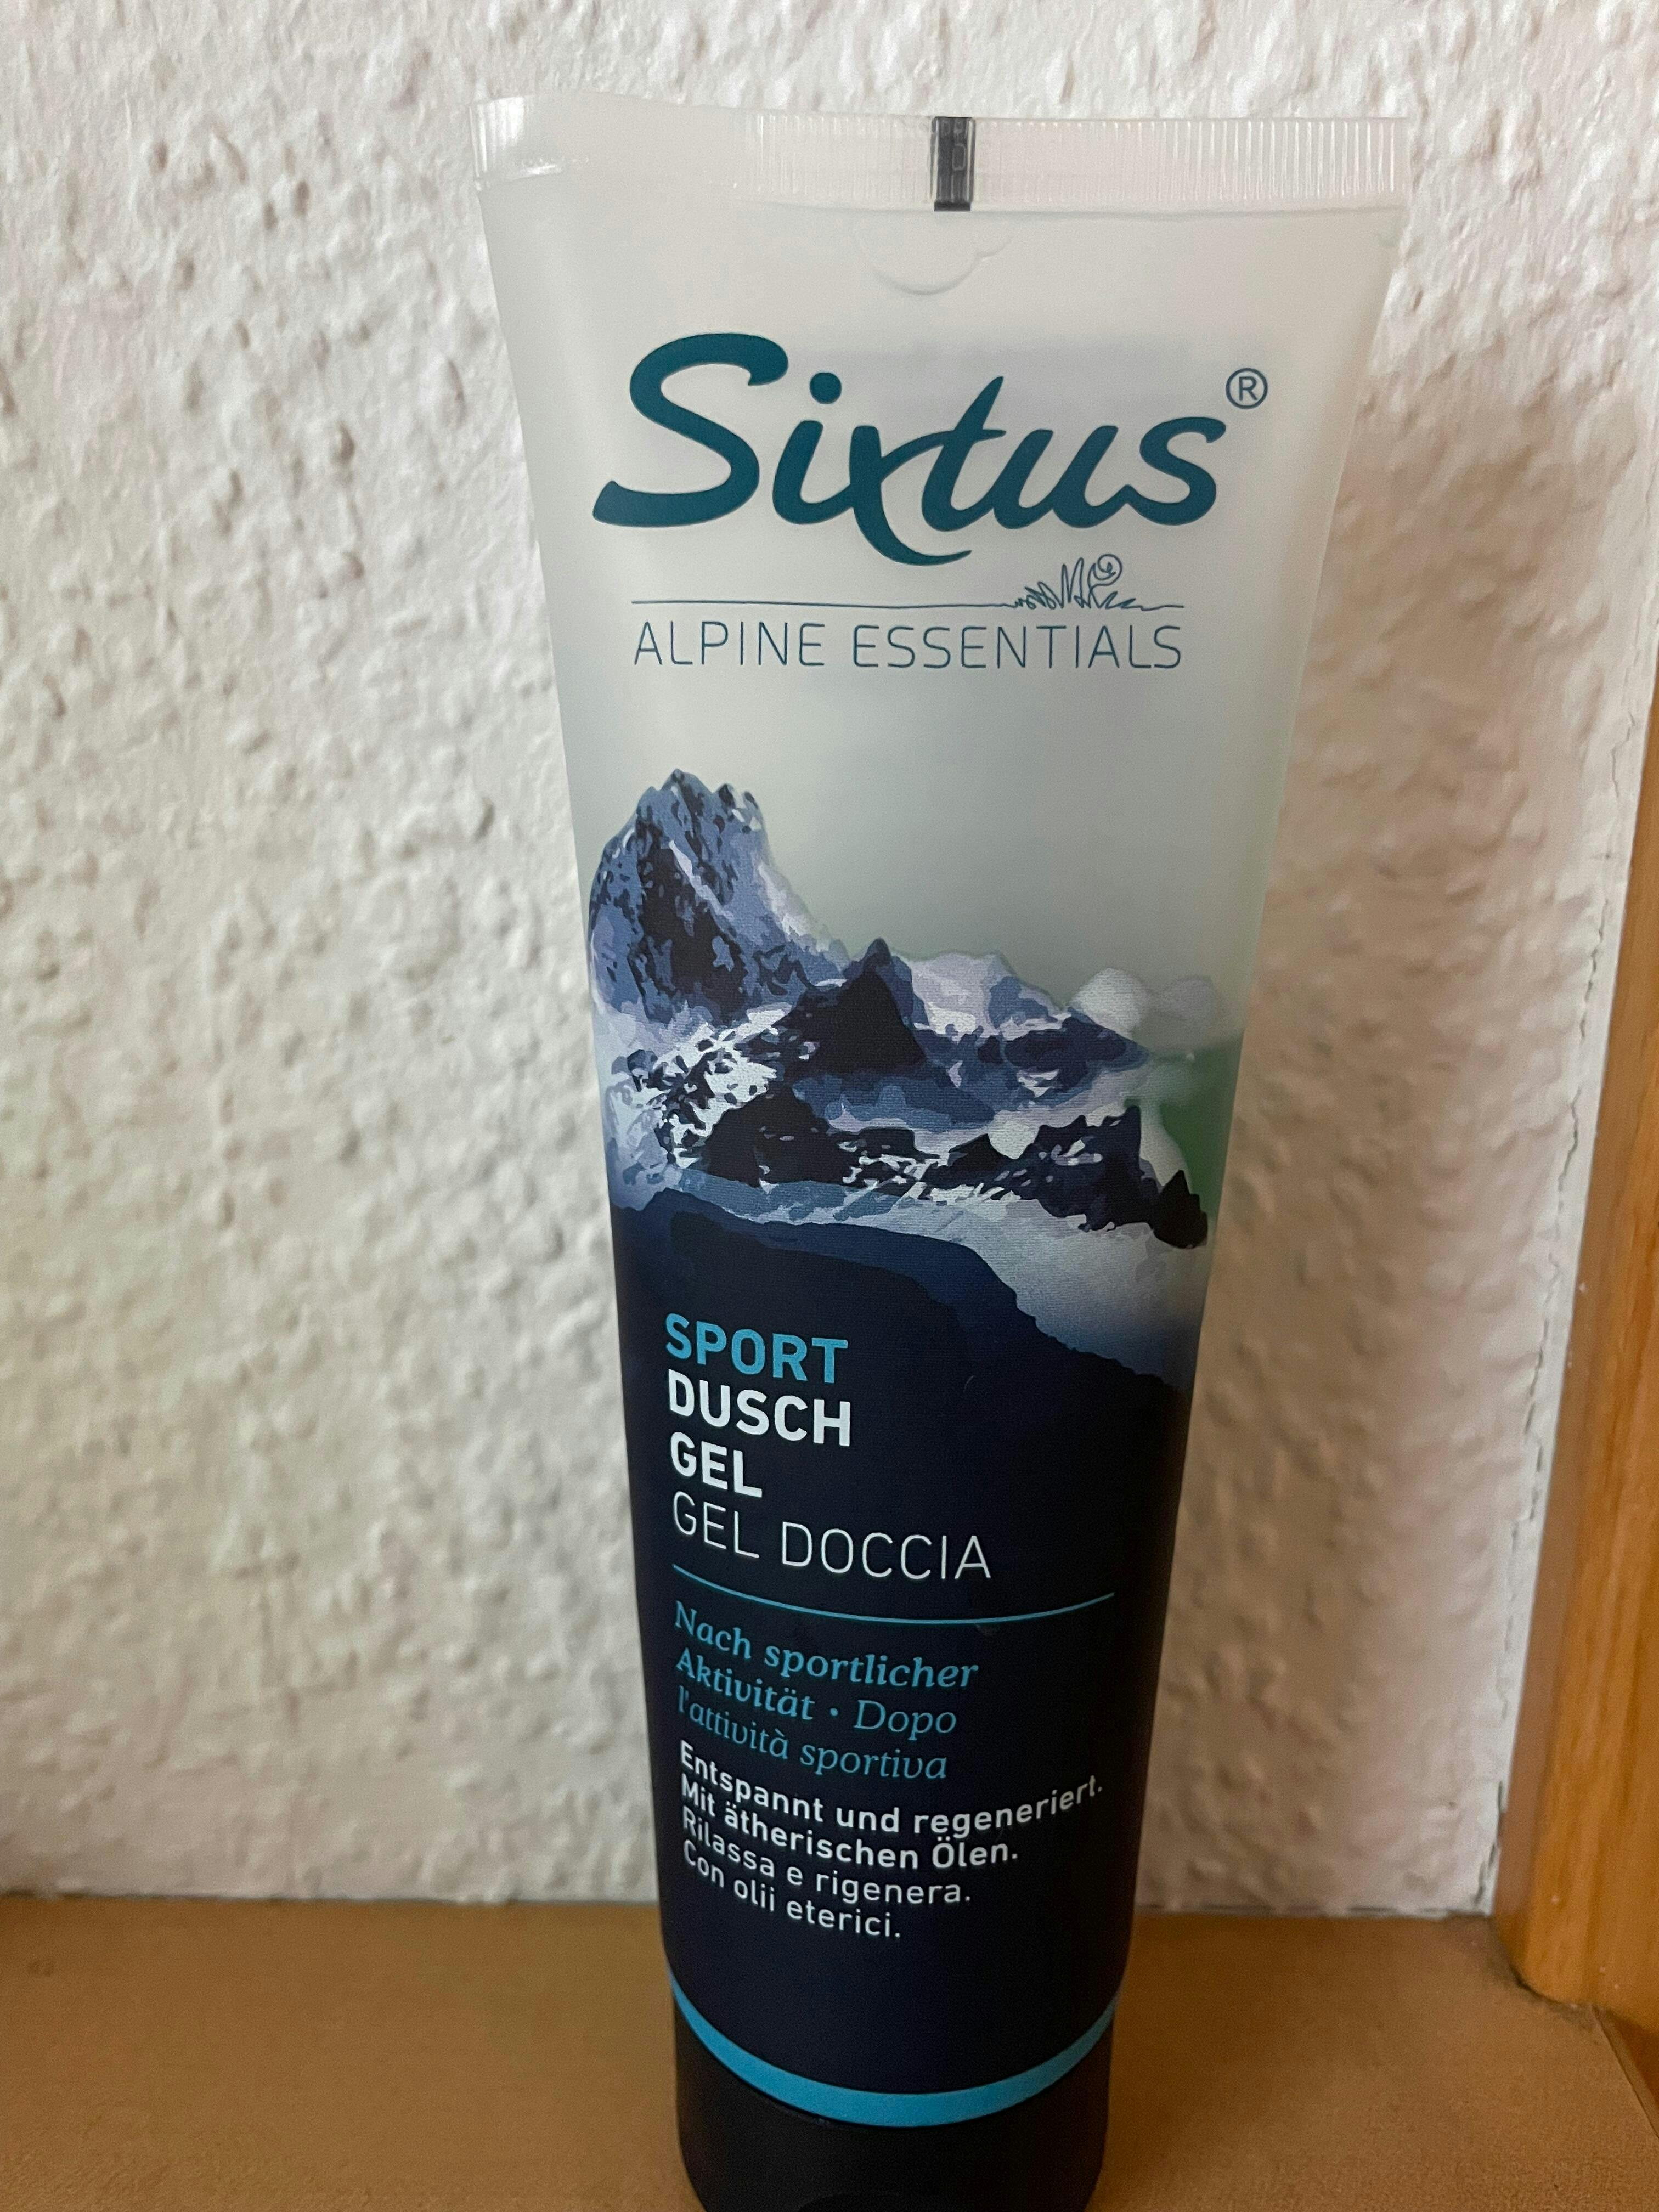 Sixtus®
ALPINE ESSENTIALS
SPORT
DUSCH
GEL
GEL DOCCIA
Nach sportlicher
Aktivität · Dopo
l'attività sportiva
Entspannt und regeneriert.
Mit ätherischen Ölen.
Rilassa e rigenera.
Con olii eterici.